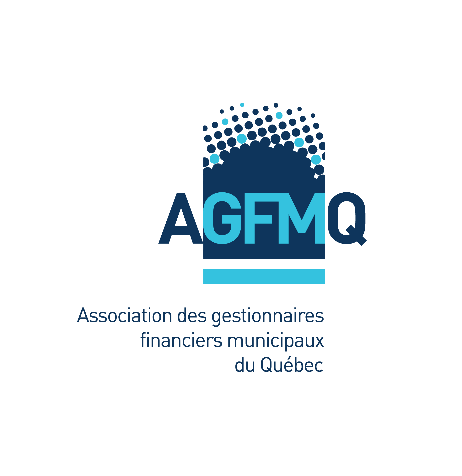 AGFMQ
Association des gestionnaires
financiers municipaux
du Québec